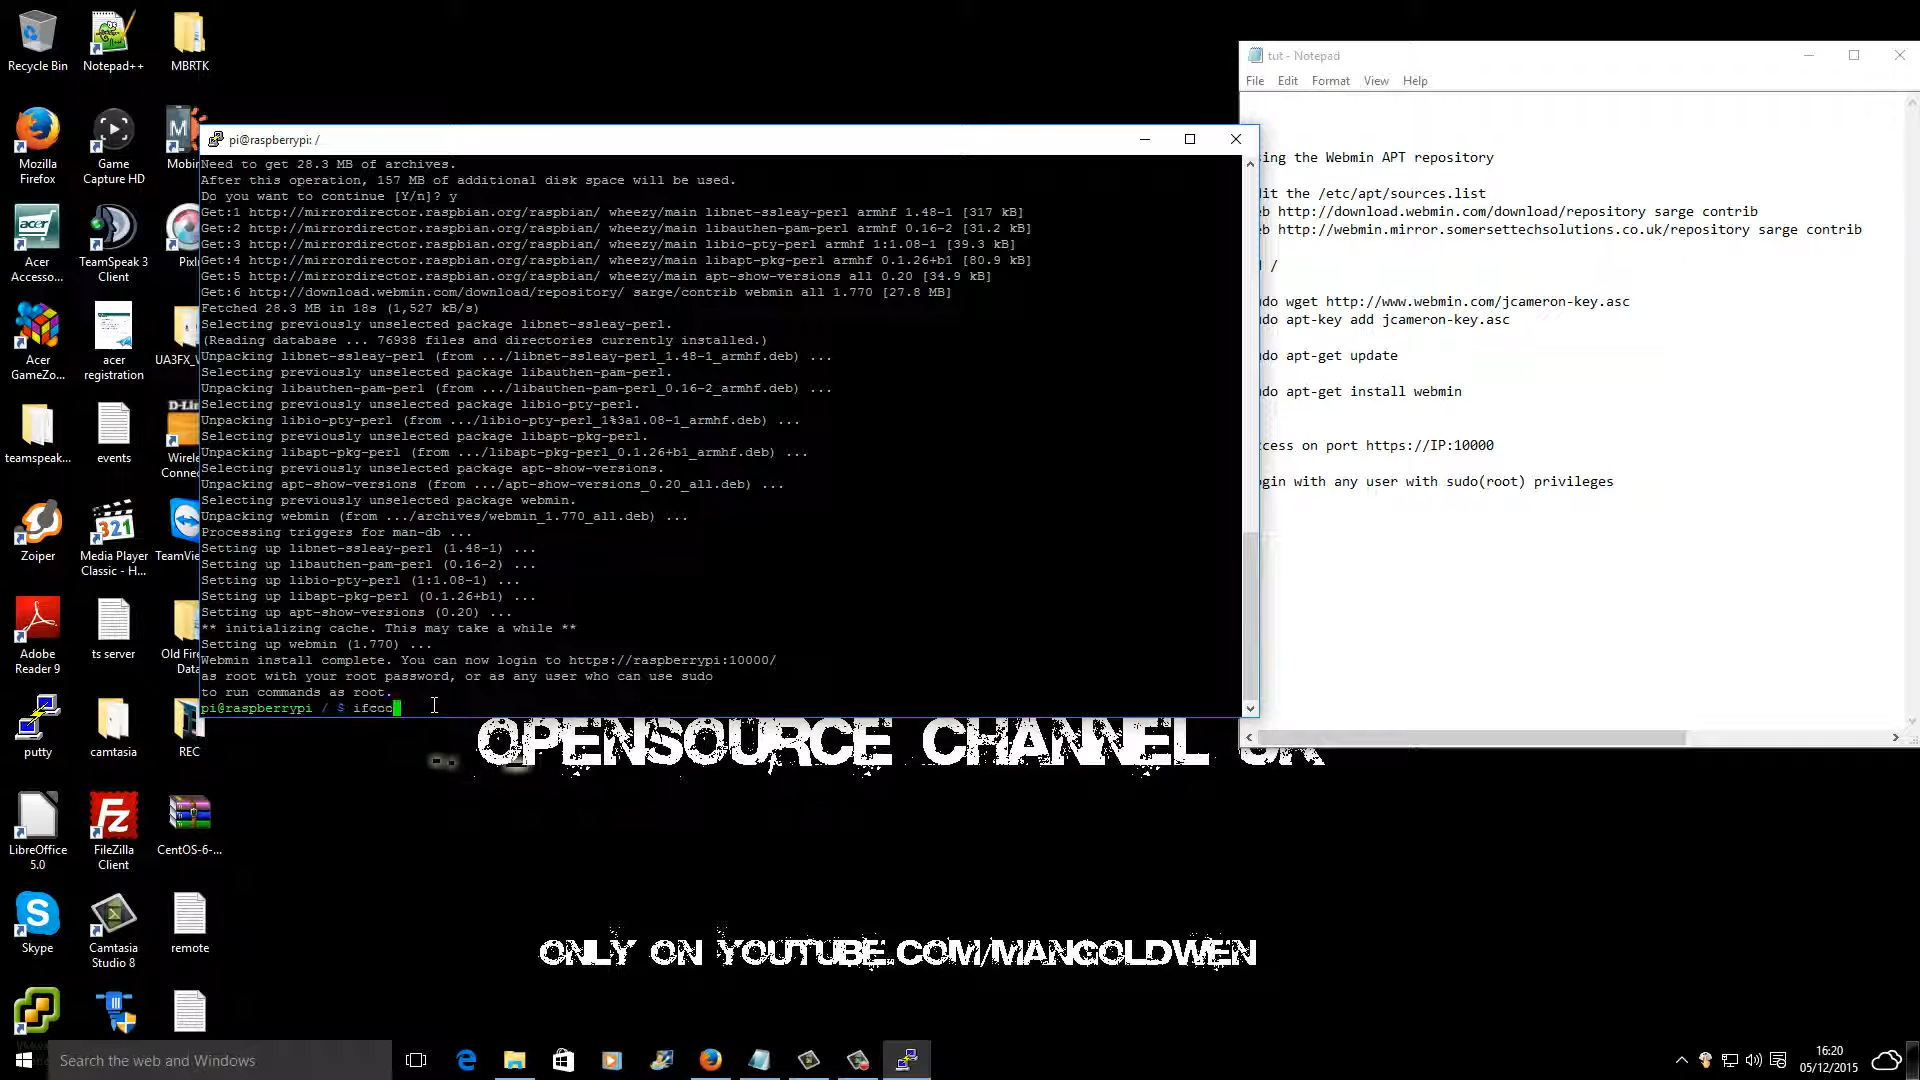 Recycle Bin
Notepad++
MBRTK
Mozilla
Firefox
Game
Capture HD
Mobi
Acer
Accesso...
TeamSpeak 3
Client
Pixl
Acer
GameZo...
acer
registration
UA3FX_W
teamspeak...
events
Wirele
Connec
Zoiper
Media Player
Classic - H...
TeamVie
Adobe
Reader 9
ts server
Old Fire
Data
putty
camtasia
REC
LibreOffice
5.0
FileZilla
Client
CentOS-6-...
Skype
Camtasia
Studio 8
remote
pi@raspberrypi: /
Need to get 28.3 MB of archives.
After this operation, 157 MB of additional disk space will be used.
Do you want to continue [Y/n]? y
Get:1 http://mirrordirector.raspbian.org/raspbian/ wheezy/main libnet-ssleay-perl armhf 1.48-1 [317 kB]
Get:2 http://mirrordirector.raspbian.org/raspbian/ wheezy/main libauthen-pam-perl armhf 0.16-2 [31.2 kB]
Get:3 http://mirrordirector.raspbian.org/raspbian/ wheezy/main libio-pty-perl armhf 1:1.08-1 [39.3 kB]
Get:4 http://mirrordirector.raspbian.org/raspbian/ wheezy/main libapt-pkg-perl armhf 0.1.26+b1 [80.9 kB]
Get:5 http://mirrordirector.raspbian.org/raspbian/ wheezy/main apt-show-versions all 0.20 [34.9 kB]
Get:6 http://download.webmin.com/download/repository/ sarge/contrib webmin all 1.770 [27.8 MB]
Fetched 28.3 MB in 18s (1,527 kB/s)
Selecting previously unselected package libnet-ssleay-perl.
(Reading database ... 76938 files and directories currently installed.)
Unpacking libnet-ssleay-perl (from .../libnet-ssleay-perl_1.48-1_armhf.deb) ...
Selecting previously unselected package libauthen-pam-perl.
Unpacking libauthen-pam-perl (from .../libauthen-pam-perl_0.16-2_armhf.deb) ...
Selecting previously unselected package libio-pty-perl.
Unpacking libio-pty-perl (from .../libio-pty-perl_1%3a1.08-1_armhf.deb) ...
Selecting previously unselected package libapt-pkg-perl.
Unpacking libapt-pkg-perl (from .../libapt-pkg-perl_0.1.26+b1_armhf.deb) ...
Selecting previously unselected package apt-show-versions.
Unpacking apt-show-versions (from .../apt-show-versions_0.20_all.deb) ...
Selecting previously unselected package webmin.
Unpacking webmin (from .../archives/webmin_1.770_all.deb) ...
Processing triggers for man-db ...
Setting up libnet-ssleay-perl (1.48-1) ...
Setting up libauthen-pam-perl (0.16-2) ...
Setting up libio-pty-perl (1:1.08-1) ...
Setting up libapt-pkg-perl (0.1.26+b1) ...
Setting up apt-show-versions (0.20) ...
** initializing cache. This may take a while **
Setting up webmin (1.770) ...
Webmin install complete. You can now login to https://raspberrypi:10000/
as root with your root password, or as any user who can use sudo
to run commands as root.
pi@raspberrypi / $ ifcoo
tut - Notepad
File Edit Format View Help
ing the Webmin APT repository
dit the /etc/apt/sources.list
eb http://download.webmin.com/download/repository sarge contrib
eb http://webmin.mirror.somersettechsolutions.co.uk/repository sarge contrib
/
udo wget http://www.webmin.com/jcameron-key.asc
udo apt-key add jcameron-key.asc
udo apt-get update
udo apt-get install webmin
cess on port https://IP:10000
ogin with any user with sudo(root) privileges
OPENSOURCE CHANNEL UK
ONLY ON YOUTUBE.COM/MANGOLDWEN
Search the web and Windows
16:20
05/12/2015